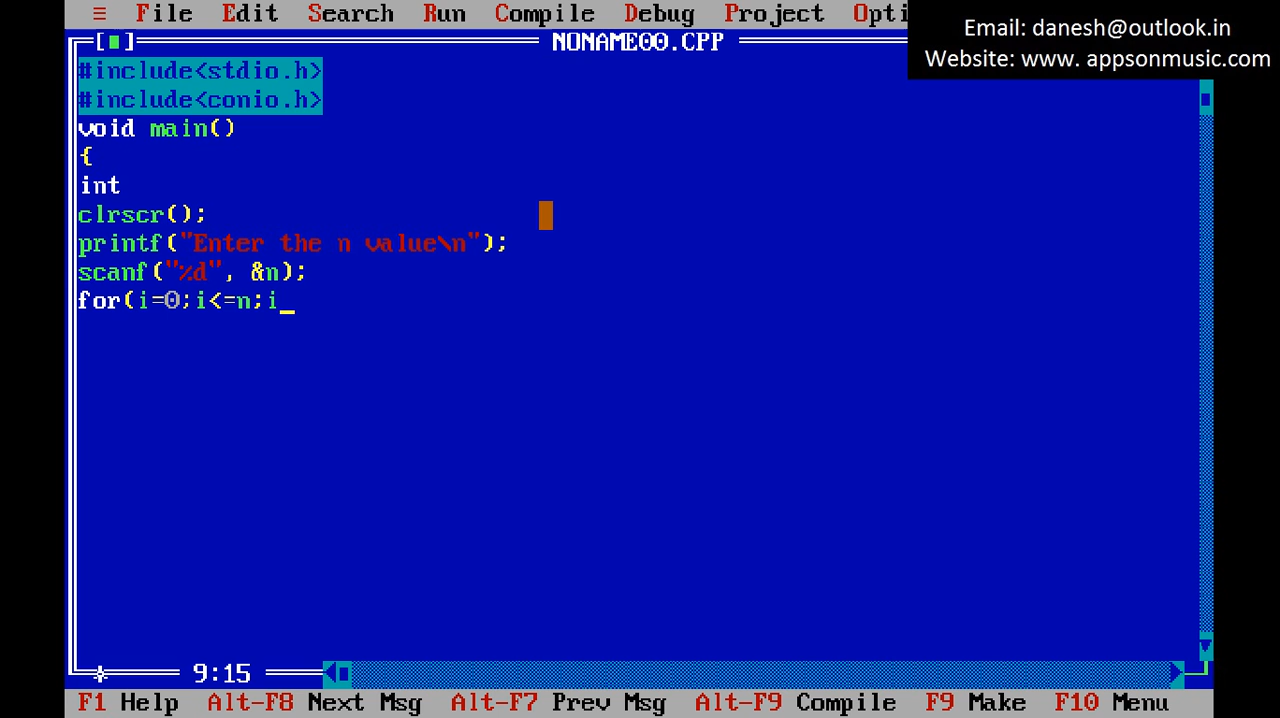 ≡ File Edit Search Run Compile Debug Project Opti
Email: danesh@outlook.in
Website: www. appsonmusic.com
[■] NONAME00.CPP
#include<stdio.h>
#include<conio.h>
void main()
{
int
clrscr();
printf("Enter the n value\n");
scanf("%d", &n);
for(i=0;i<=n;i_
9:15
F1 Help Alt-F8 Next Msg Alt-F7 Prev Msg Alt-F9 Compile F9 Make F10 Menu